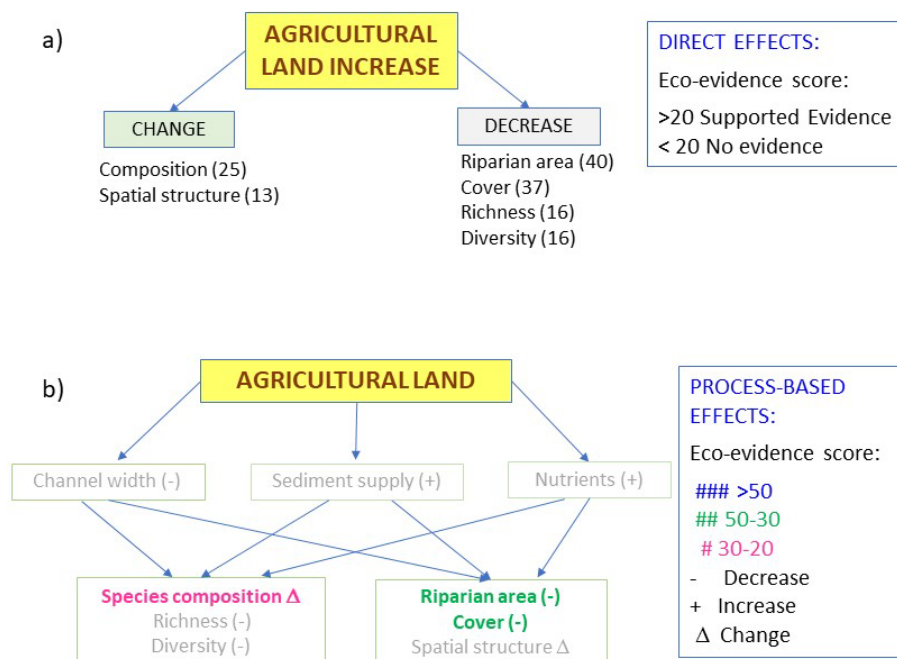 a)
AGRICULTURAL
LAND INCREASE
CHANGE
Composition (25)
Spatial structure (13)
DECREASE
Riparian area (40)
Cover (37)
Richness (16)
Diversity (16)
DIRECT EFFECTS:
Eco-evidence score:
>20 Supported Evidence
< 20 No evidence
b)
AGRICULTURAL LAND
Channel width (-)
Sediment supply (+)
Nutrients (+)
Species composition Δ
Richness (-)
Diversity (-)
Riparian area (-)
Cover (-)
Spatial structure Δ
PROCESS-BASED
EFFECTS:
Eco-evidence score:
### >50
## 50-30
# 30-20
- Decrease
+ Increase
Δ Change